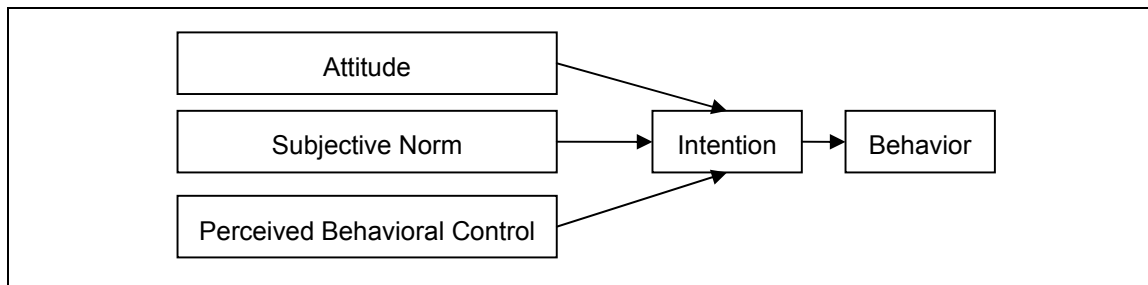 Attitude
Subjective Norm
Intention
Behavior
Perceived Behavioral Control